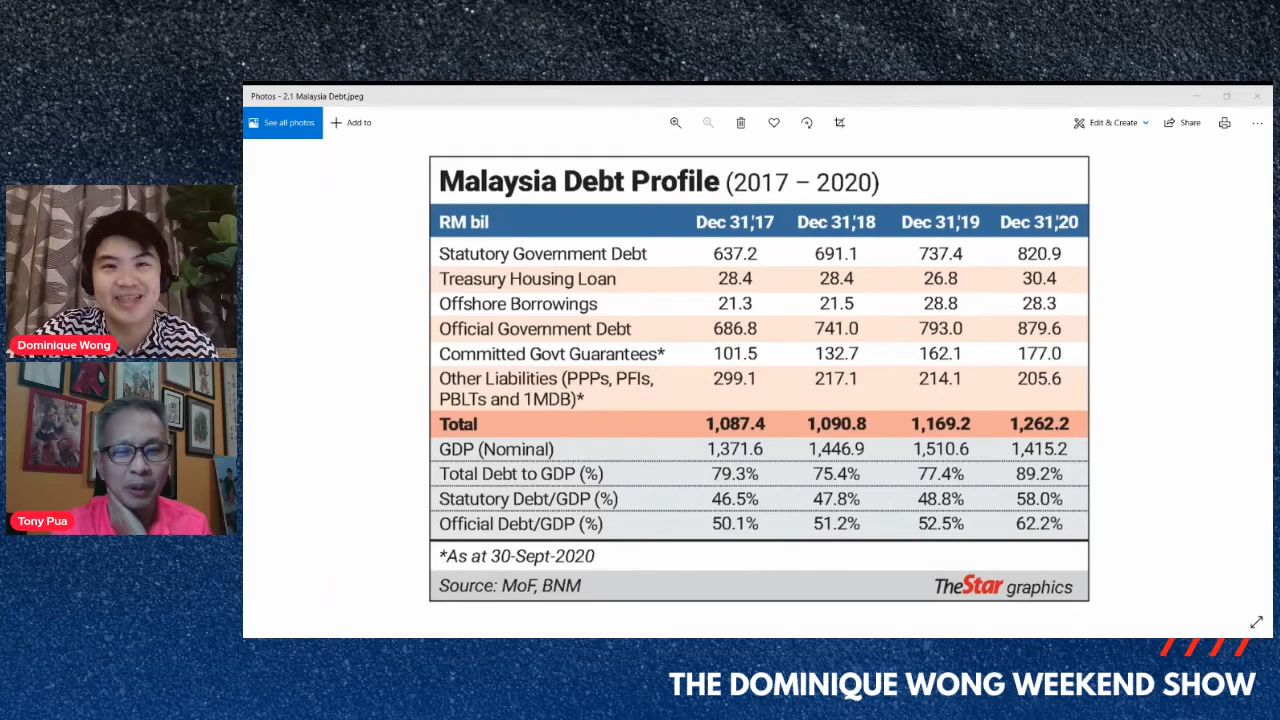 Photos - 2.1 Malaysia Debt.jpeg
See all photos
Add to
Edit & Create
Share
Malaysia Debt Profile (2017 – 2020)
RM bil Dec 31,'17 Dec 31,'18 Dec 31,'19 Dec 31,'20
Statutory Government Debt 637.2 691.1 737.4 820.9
Treasury Housing Loan 28.4 28.4 26.8 30.4
Offshore Borrowings 21.3 21.5 28.8 28.3
Official Government Debt 686.8 741.0 793.0 879.6
Committed Govt Guarantees* 101.5 132.7 162.1 177.0
Other Liabilities (PPPs, PFIs, 299.1 217.1 214.1 205.6
PBLTs and 1MDB)*
Total 1,087.4 1,090.8 1,169.2 1,262.2
GDP (Nominal) 1,371.6 1,446.9 1,510.6 1,415.2
Total Debt to GDP (%) 79.3% 75.4% 77.4% 89.2%
Statutory Debt/GDP (%) 46.5% 47.8% 48.8% 58.0%
Official Debt/GDP (%) 50.1% 51.2% 52.5% 62.2%
*As at 30-Sept-2020
Source: MoF, BNM TheStar graphics
Dominique Wong
Tony Pua
THE DOMINIQUE WONG WEEKEND SHOW